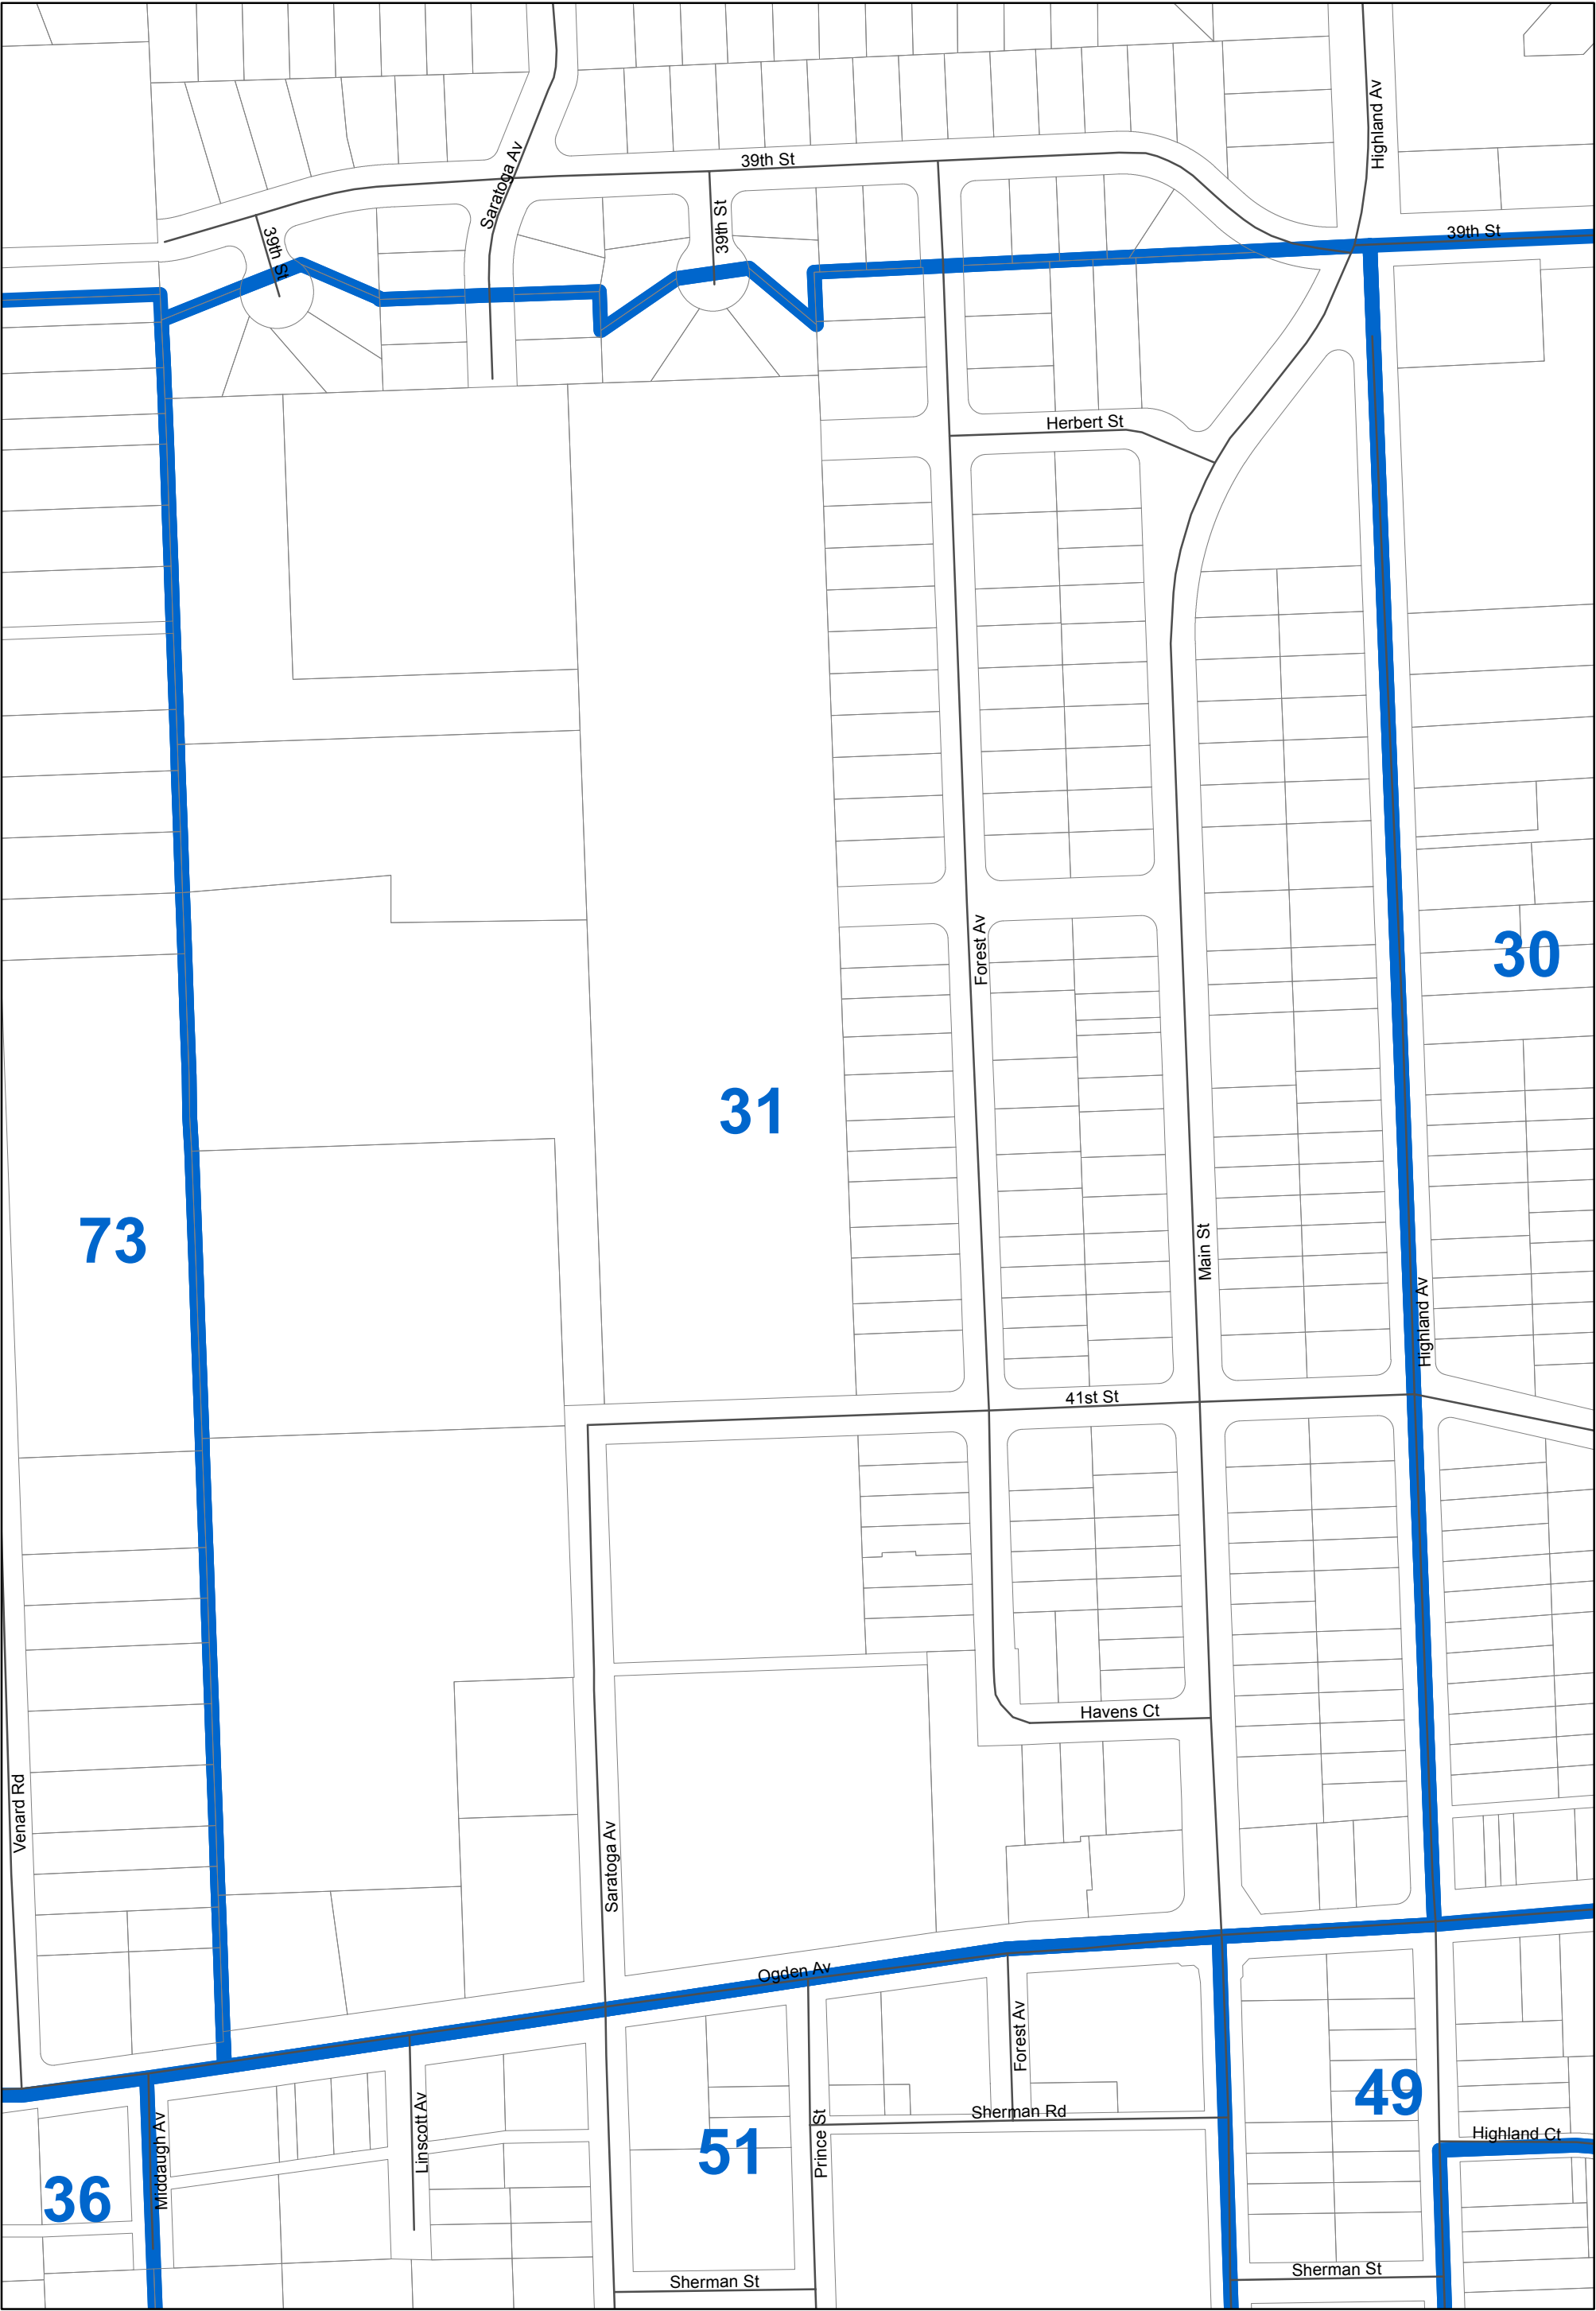 Highland Av
Saratoga Av
39th St
39th St
39th St
39th St
Herbert St
Forest Av
30
31
73
Main St
Highland Av
41st St
Havens Ct
Venard Rd
Saratoga Av
Ogden Av
Forest Av
49
Sherman Rd
Linscott Av
Middaugh Av
Prince St
Highland Ct
51
36
Sherman St
Sherman St